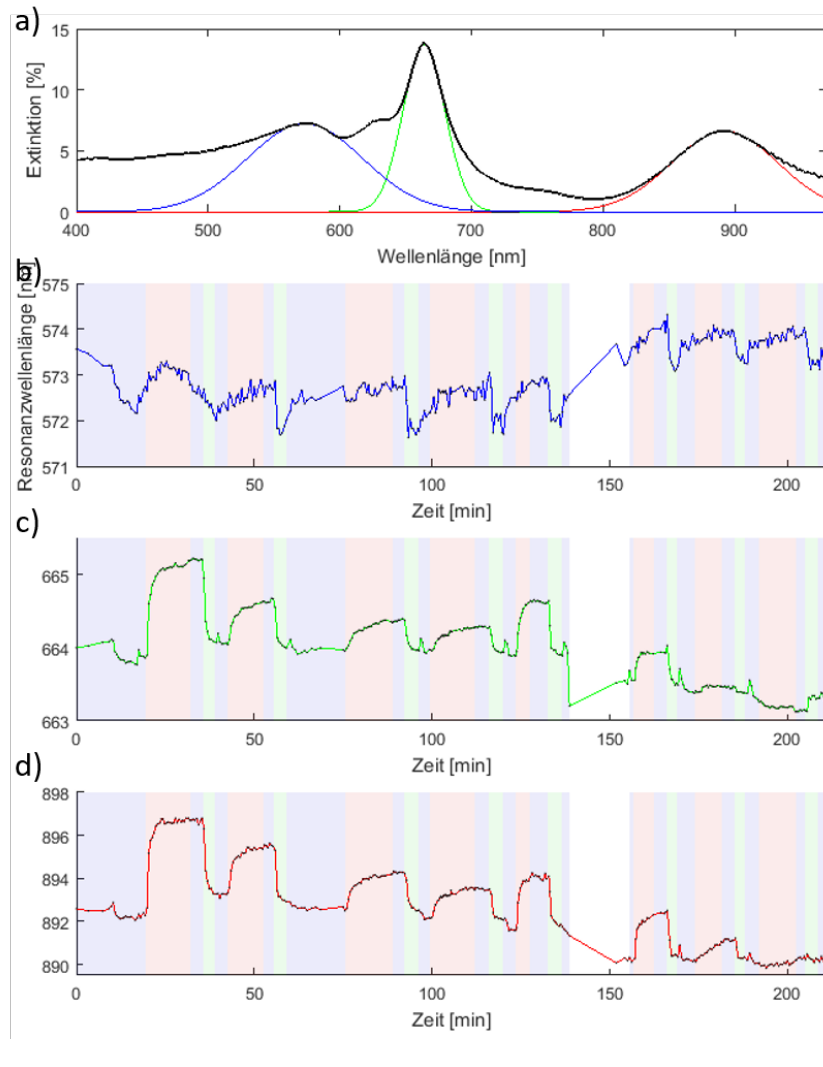 a)
15
10
5
0
Extinktion [%]
400 500 600 700 800 900
Wellenlänge [nm]
b)
575
574
573
572
571
Resonanzwellenlänge [nm]
0 50 100 150 200
Zeit [min]
c)
665
664
663
0 50 100 150 200
Zeit [min]
d)
898
896
894
892
890
0 50 100 150 200
Zeit [min]